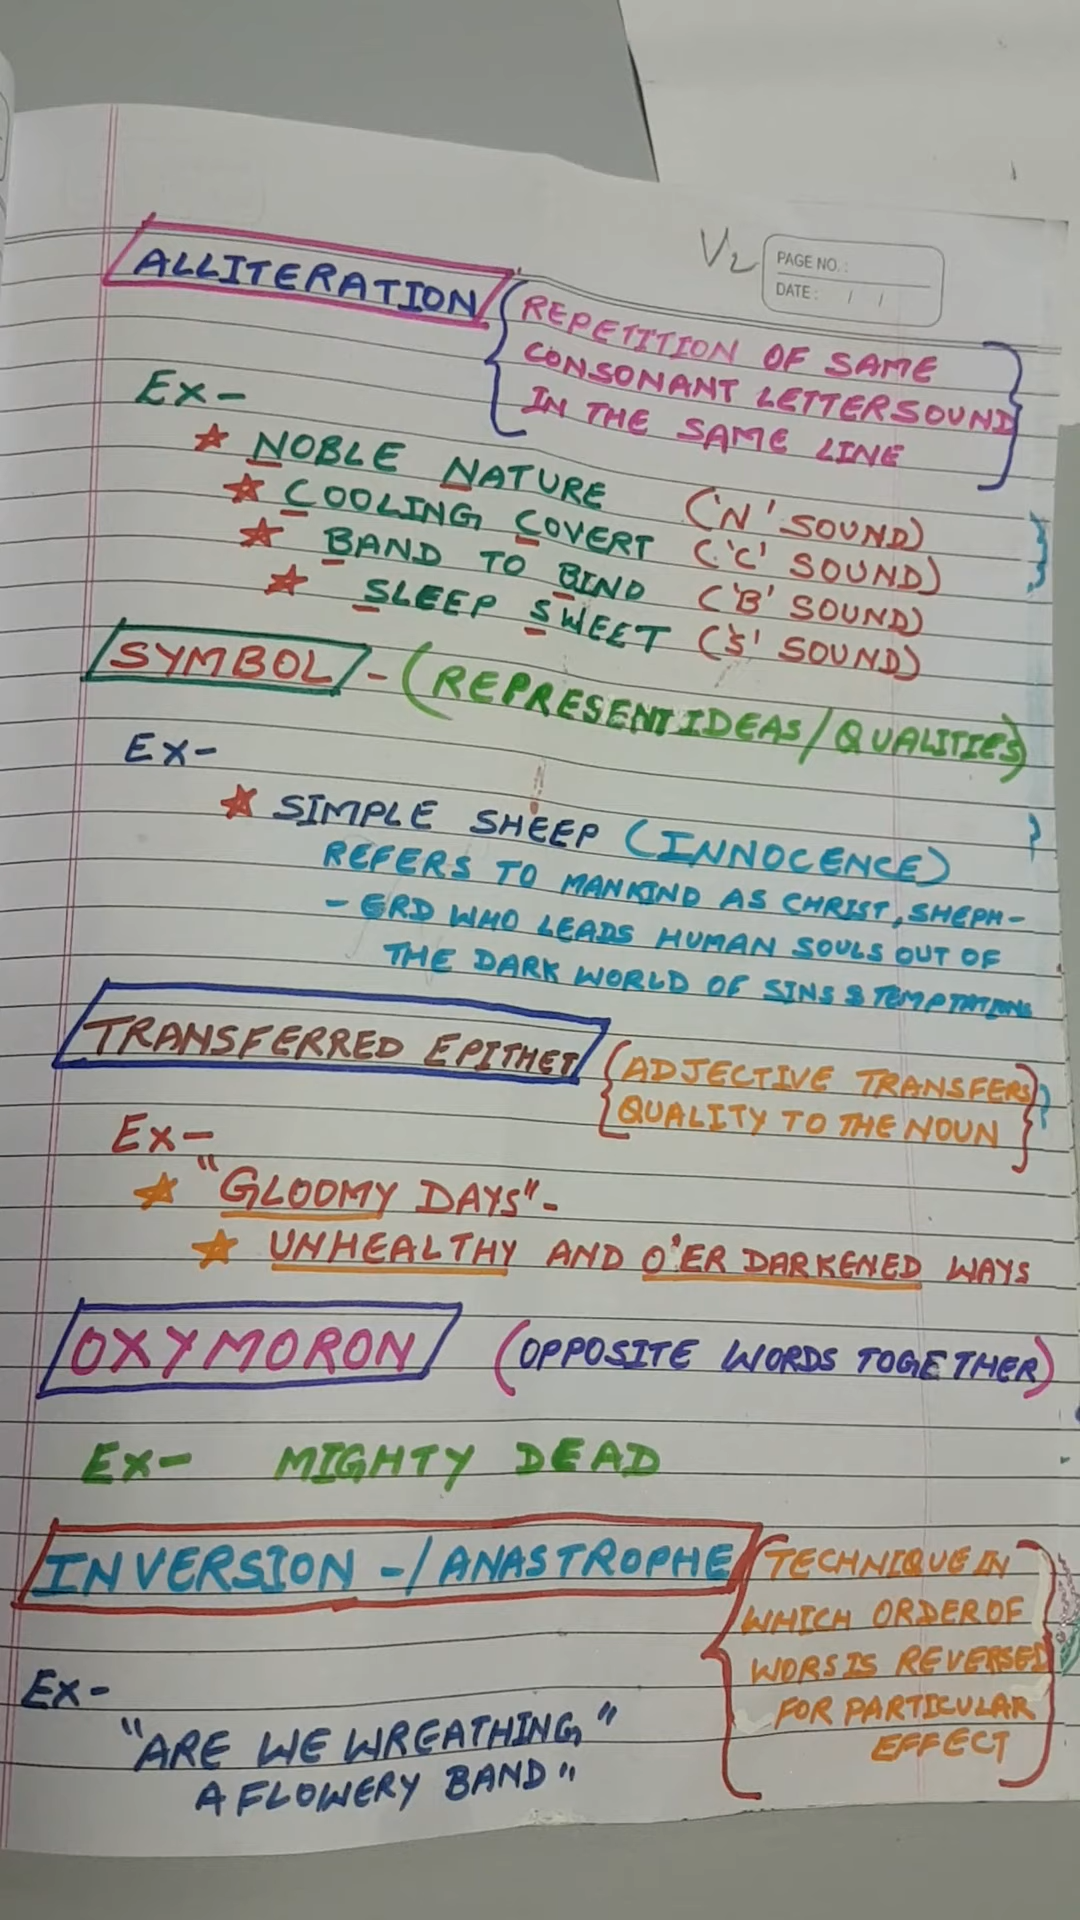 V2
PAGE NO. :
DATE : / /
ALLITERATION
REPETITION OF SAME
CONSONANT LETTER SOUND
IN THE SAME LINE
EX-
NOBLE NATURE ('N' SOUND)
COOLING COVERT ('C' SOUND)
BAND TO BIND ('B' SOUND)
SLEEP SWEET ('S' SOUND)
SYMBOL - (REPRESENT IDEAS/QUALITIES)
EX-
SIMPLE SHEEP (INNOCENCE)
REFERS TO MANKIND AS CHRIST, SHEPH-
- ERD WHO LEADS HUMAN SOULS OUT OF
THE DARK WORLD OF SINS & TEMPTATIONS
TRANSFERRED EPITHET
ADJECTIVE TRANSFERS
QUALITY TO THE NOUN
EX-
"GLOOMY DAYS"-
UNHEALTHY AND O'ER DARKENED WAYS
OXYMORON (OPPOSITE WORDS TOGETHER)
EX- MIGHTY DEAD
INVERSION -/ANASTROPHE
TECHNIQUE IN
WHICH ORDER OF
WORS IS REVERSED
FOR PARTICULAR
EFFECT
EX-
"ARE WE WREATHING"
A FLOWERY BAND"